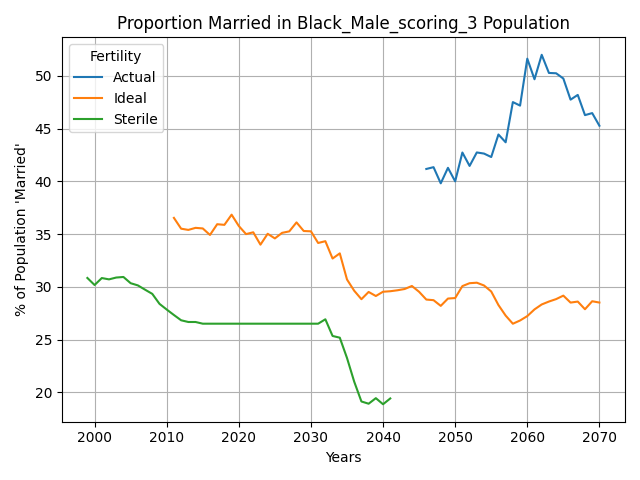 Proportion Married in Black_Male_scoring_3 Population
Fertility
Actual
Ideal
Sterile
% of Population 'Married'
50
45
40
35
30
25
20
2000
2010
2020
2030
2040
2050
2060
2070
Years